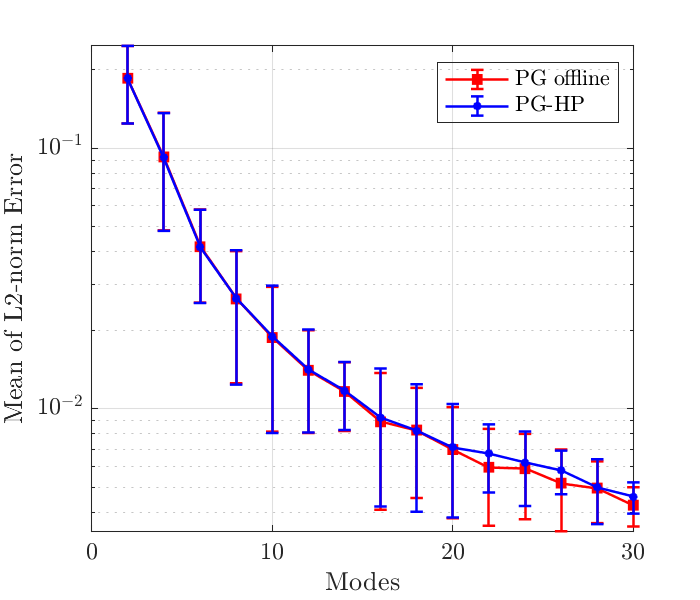 PG offline
PG-HP
10⁻¹
10⁻²
Mean of L2-norm Error
0 10 20 30
Modes